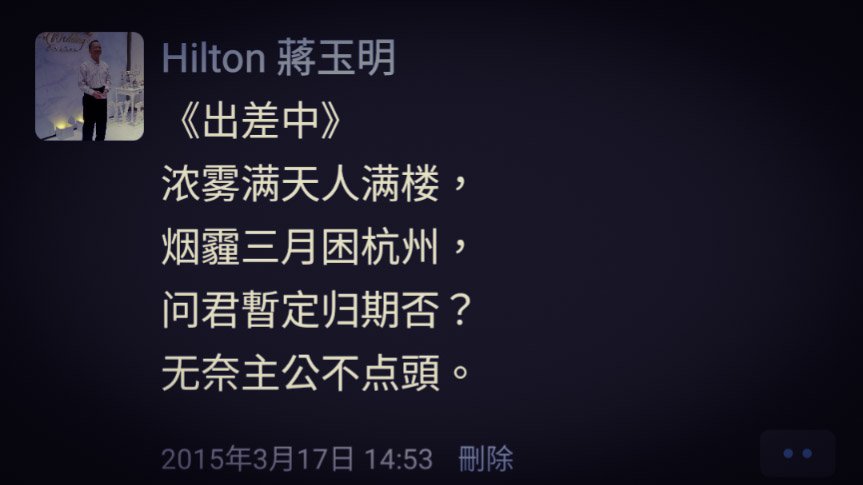 Hilton 蔣玉明
《出差中》
浓雾满天人满楼，
烟霾三月困杭州，
问君暫定归期否？
无奈主公不点頭。
2015年3月17日 14:53 刪除